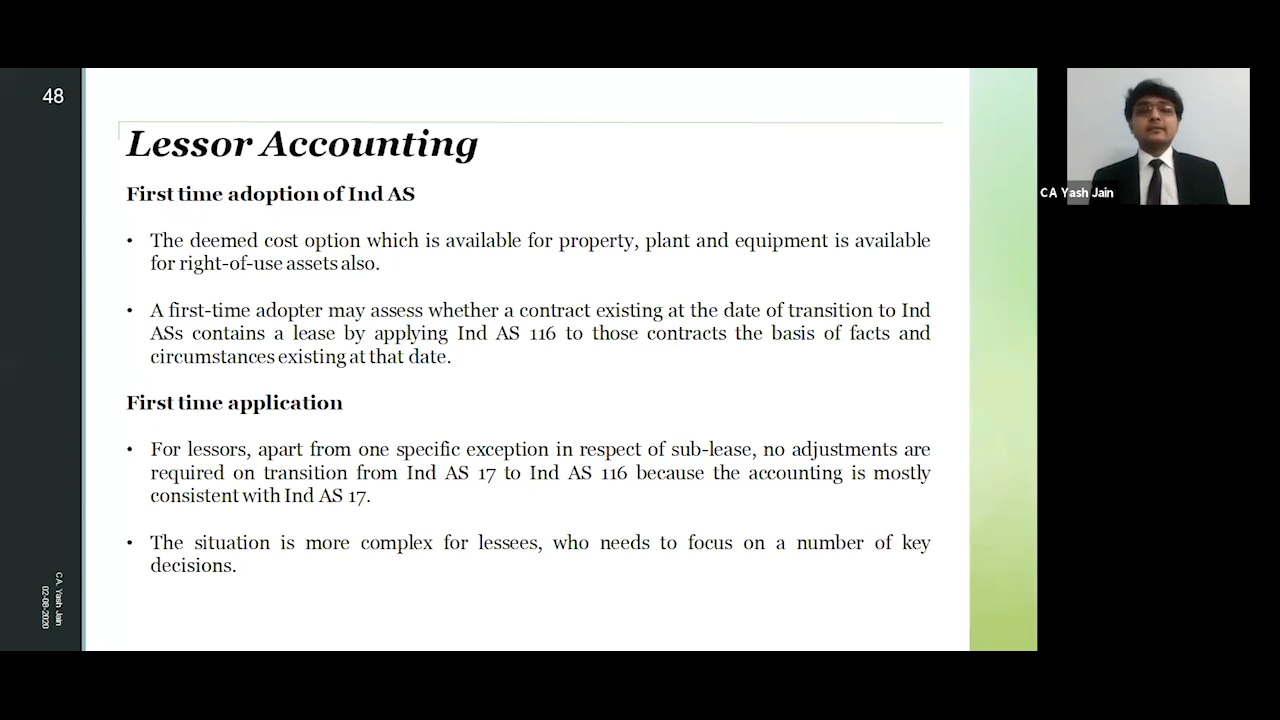 48
Lessor Accounting
First time adoption of Ind AS
• The deemed cost option which is available for property, plant and equipment is available
for right-of-use assets also.
• A first-time adopter may assess whether a contract existing at the date of transition to Ind
ASs contains a lease by applying Ind AS 116 to those contracts the basis of facts and
circumstances existing at that date.
First time application
• For lessors, apart from one specific exception in respect of sub-lease, no adjustments are
required on transition from Ind AS 17 to Ind AS 116 because the accounting is mostly
consistent with Ind AS 17.
• The situation is more complex for lessees, who needs to focus on a number of key
decisions.
CA Yash Jain
02-08-2020
CA Yash Jain